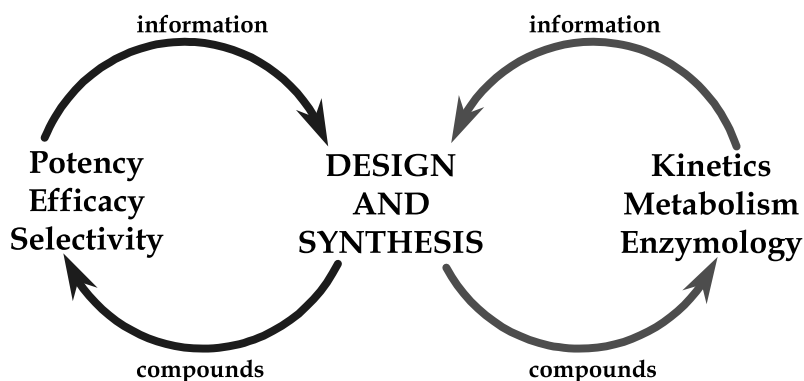 information
information
Potency
Efficacy
Selectivity
DESIGN
AND
SYNTHESIS
Kinetics
Metabolism
Enzymology
compounds
compounds